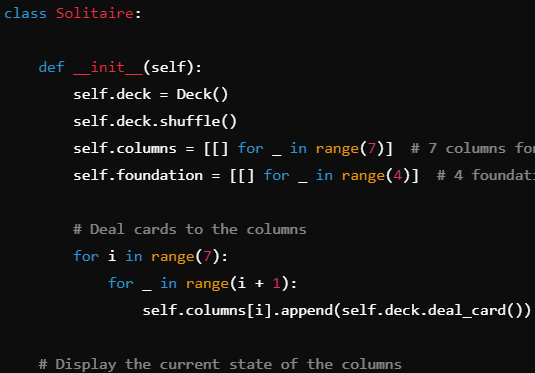 class Solitaire:
def __init__(self):
self.deck = Deck()
self.deck.shuffle()
self.columns = [[] for _ in range(7)]  # 7 columns
self.foundation = [[] for _ in range(4)]  # 4
# Deal cards to the columns
for i in range(7):
for _ in range(i + 1):
self.columns[i].append(self.deck.deal_card())
# Display the current state of the columns